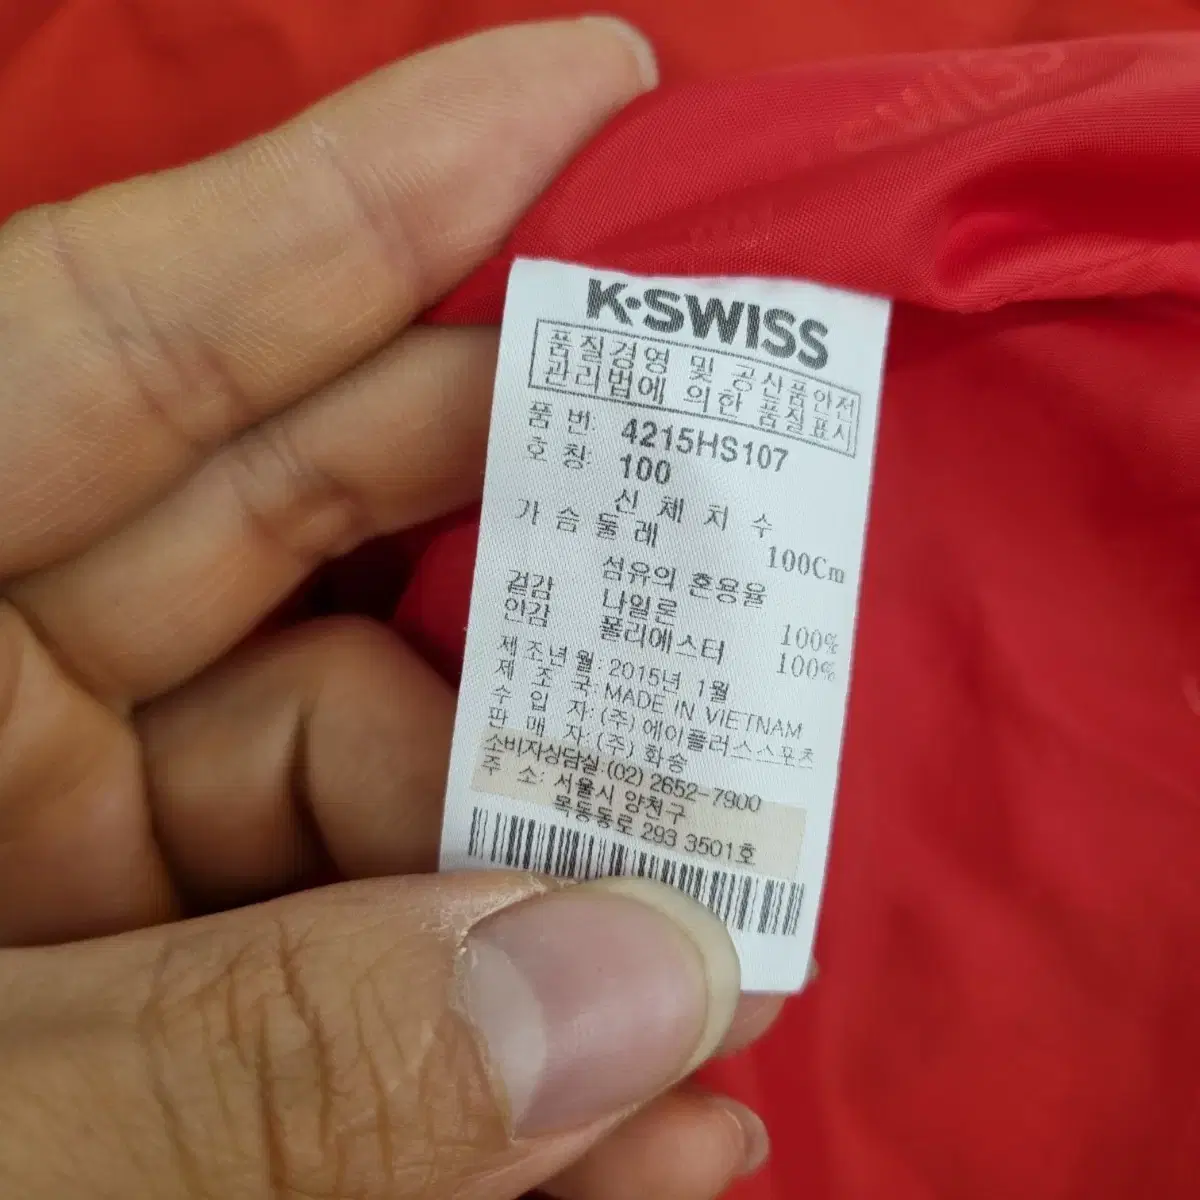 K·SWISS
품질경영 및 공산품안전
관리법에 의한 품질표시
품 번: 4215HS107
호 칭: 100
신 체 치 수
가 슴 둘 레 100Cm
섬유의 혼용율
겉감 나일론 100%
안감 폴리에스터 100%
제 조 년 월: 2015년 1월
제 조 국: MADE IN VIETNAM
수 입 자: (주) 에이플러스스포츠
판 매 자: (주) 화승
소비자상담실: (02) 2652-7900
주 소: 서울시 양천구
목동동로 293 3501호